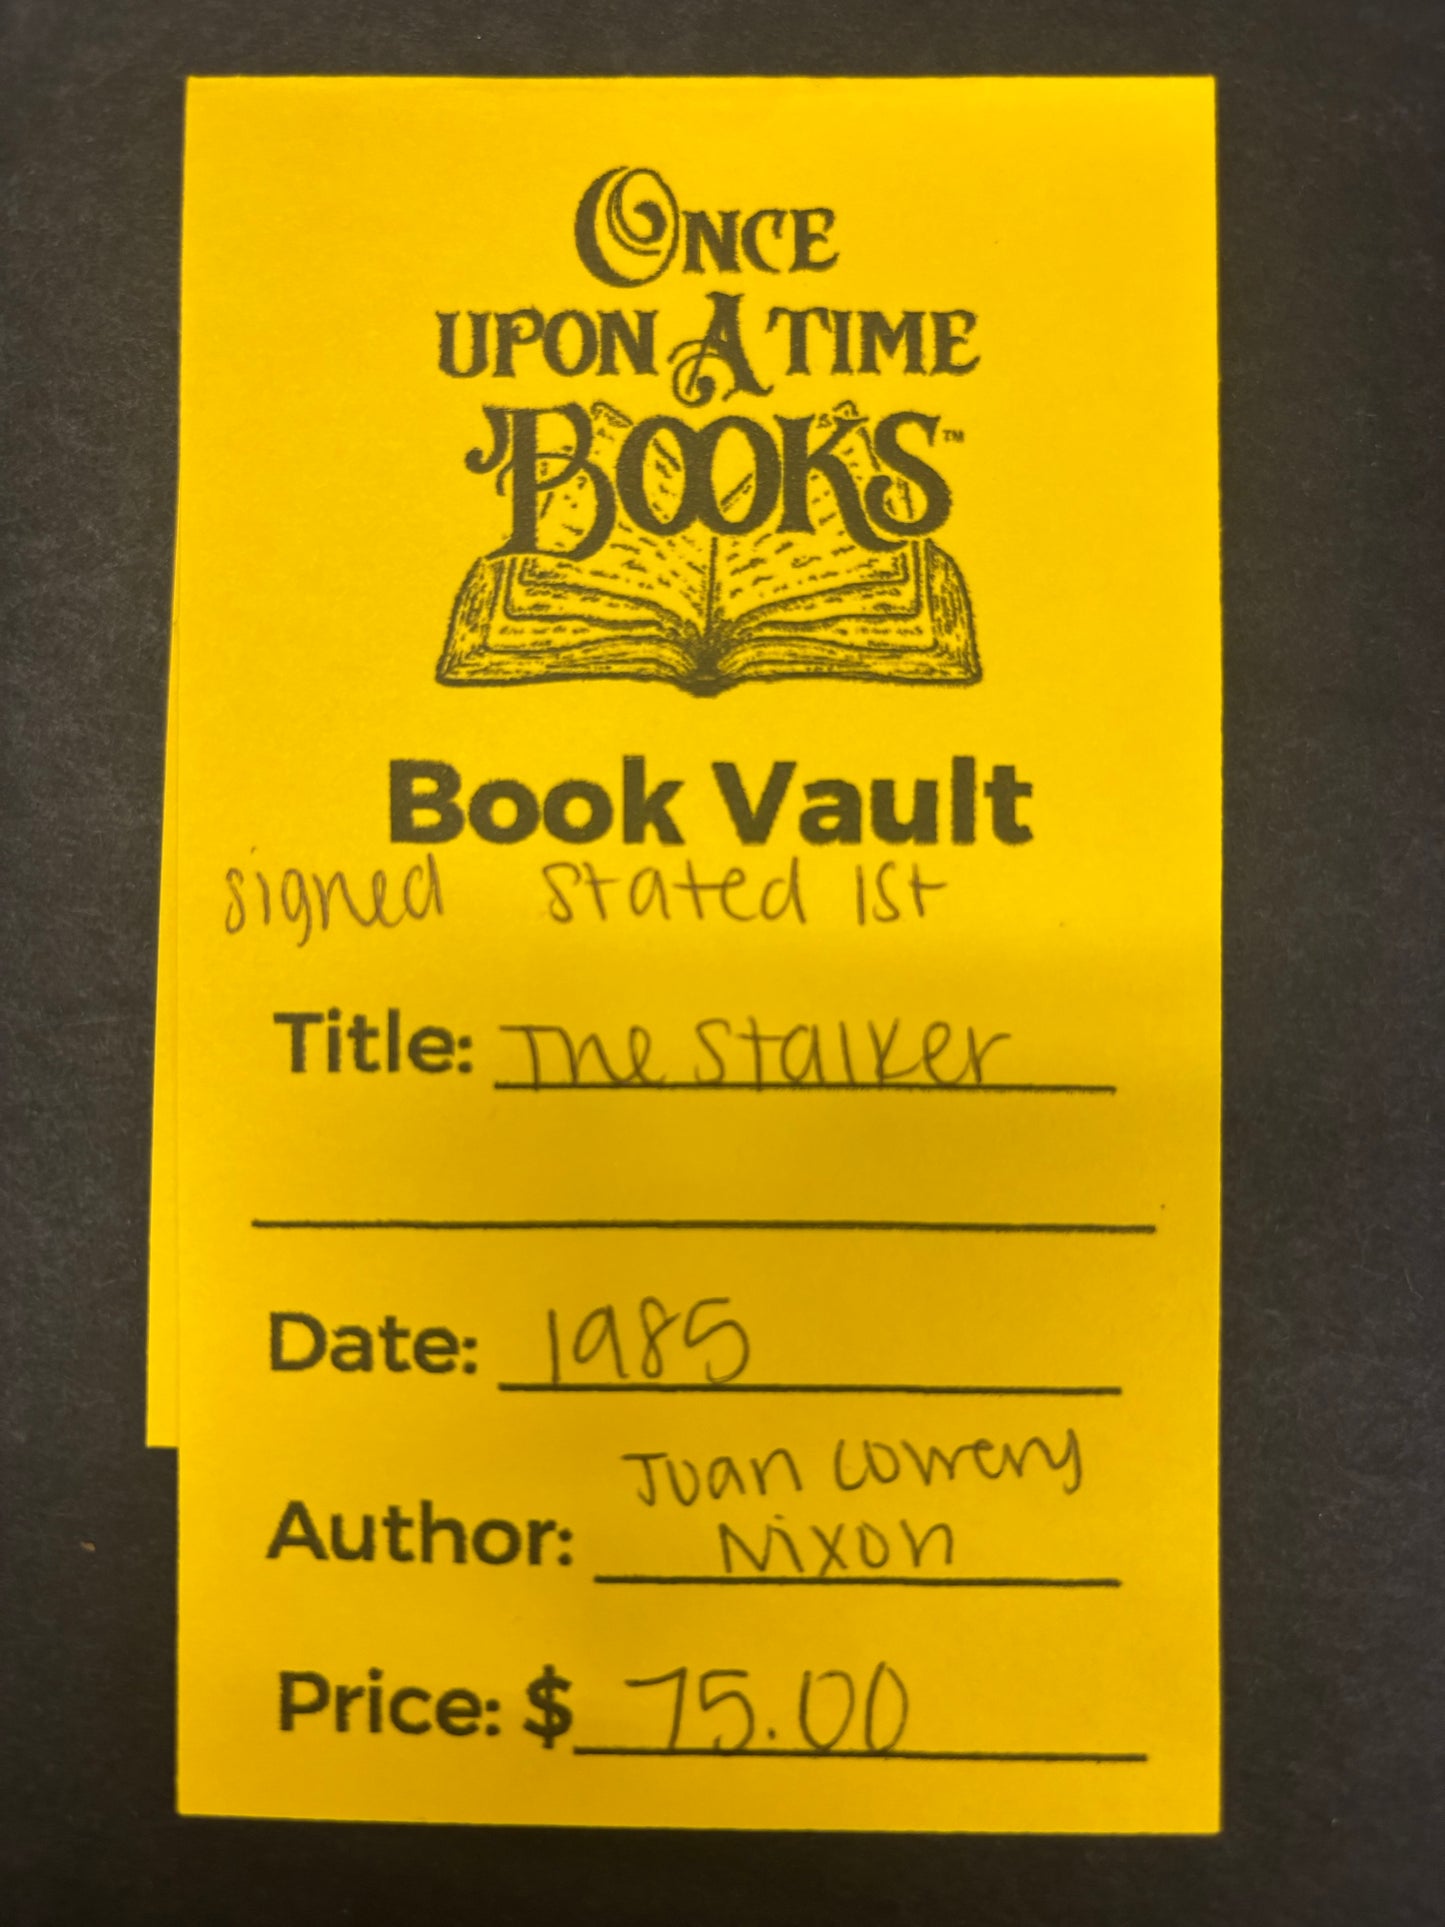 ONCE
UPON A TIME
BOOKS™
Book Vault
signed stated 1st
Title: The Stalker
Date: 1985
Author: Joan Lowery
Nixon
Price: $ 75.00